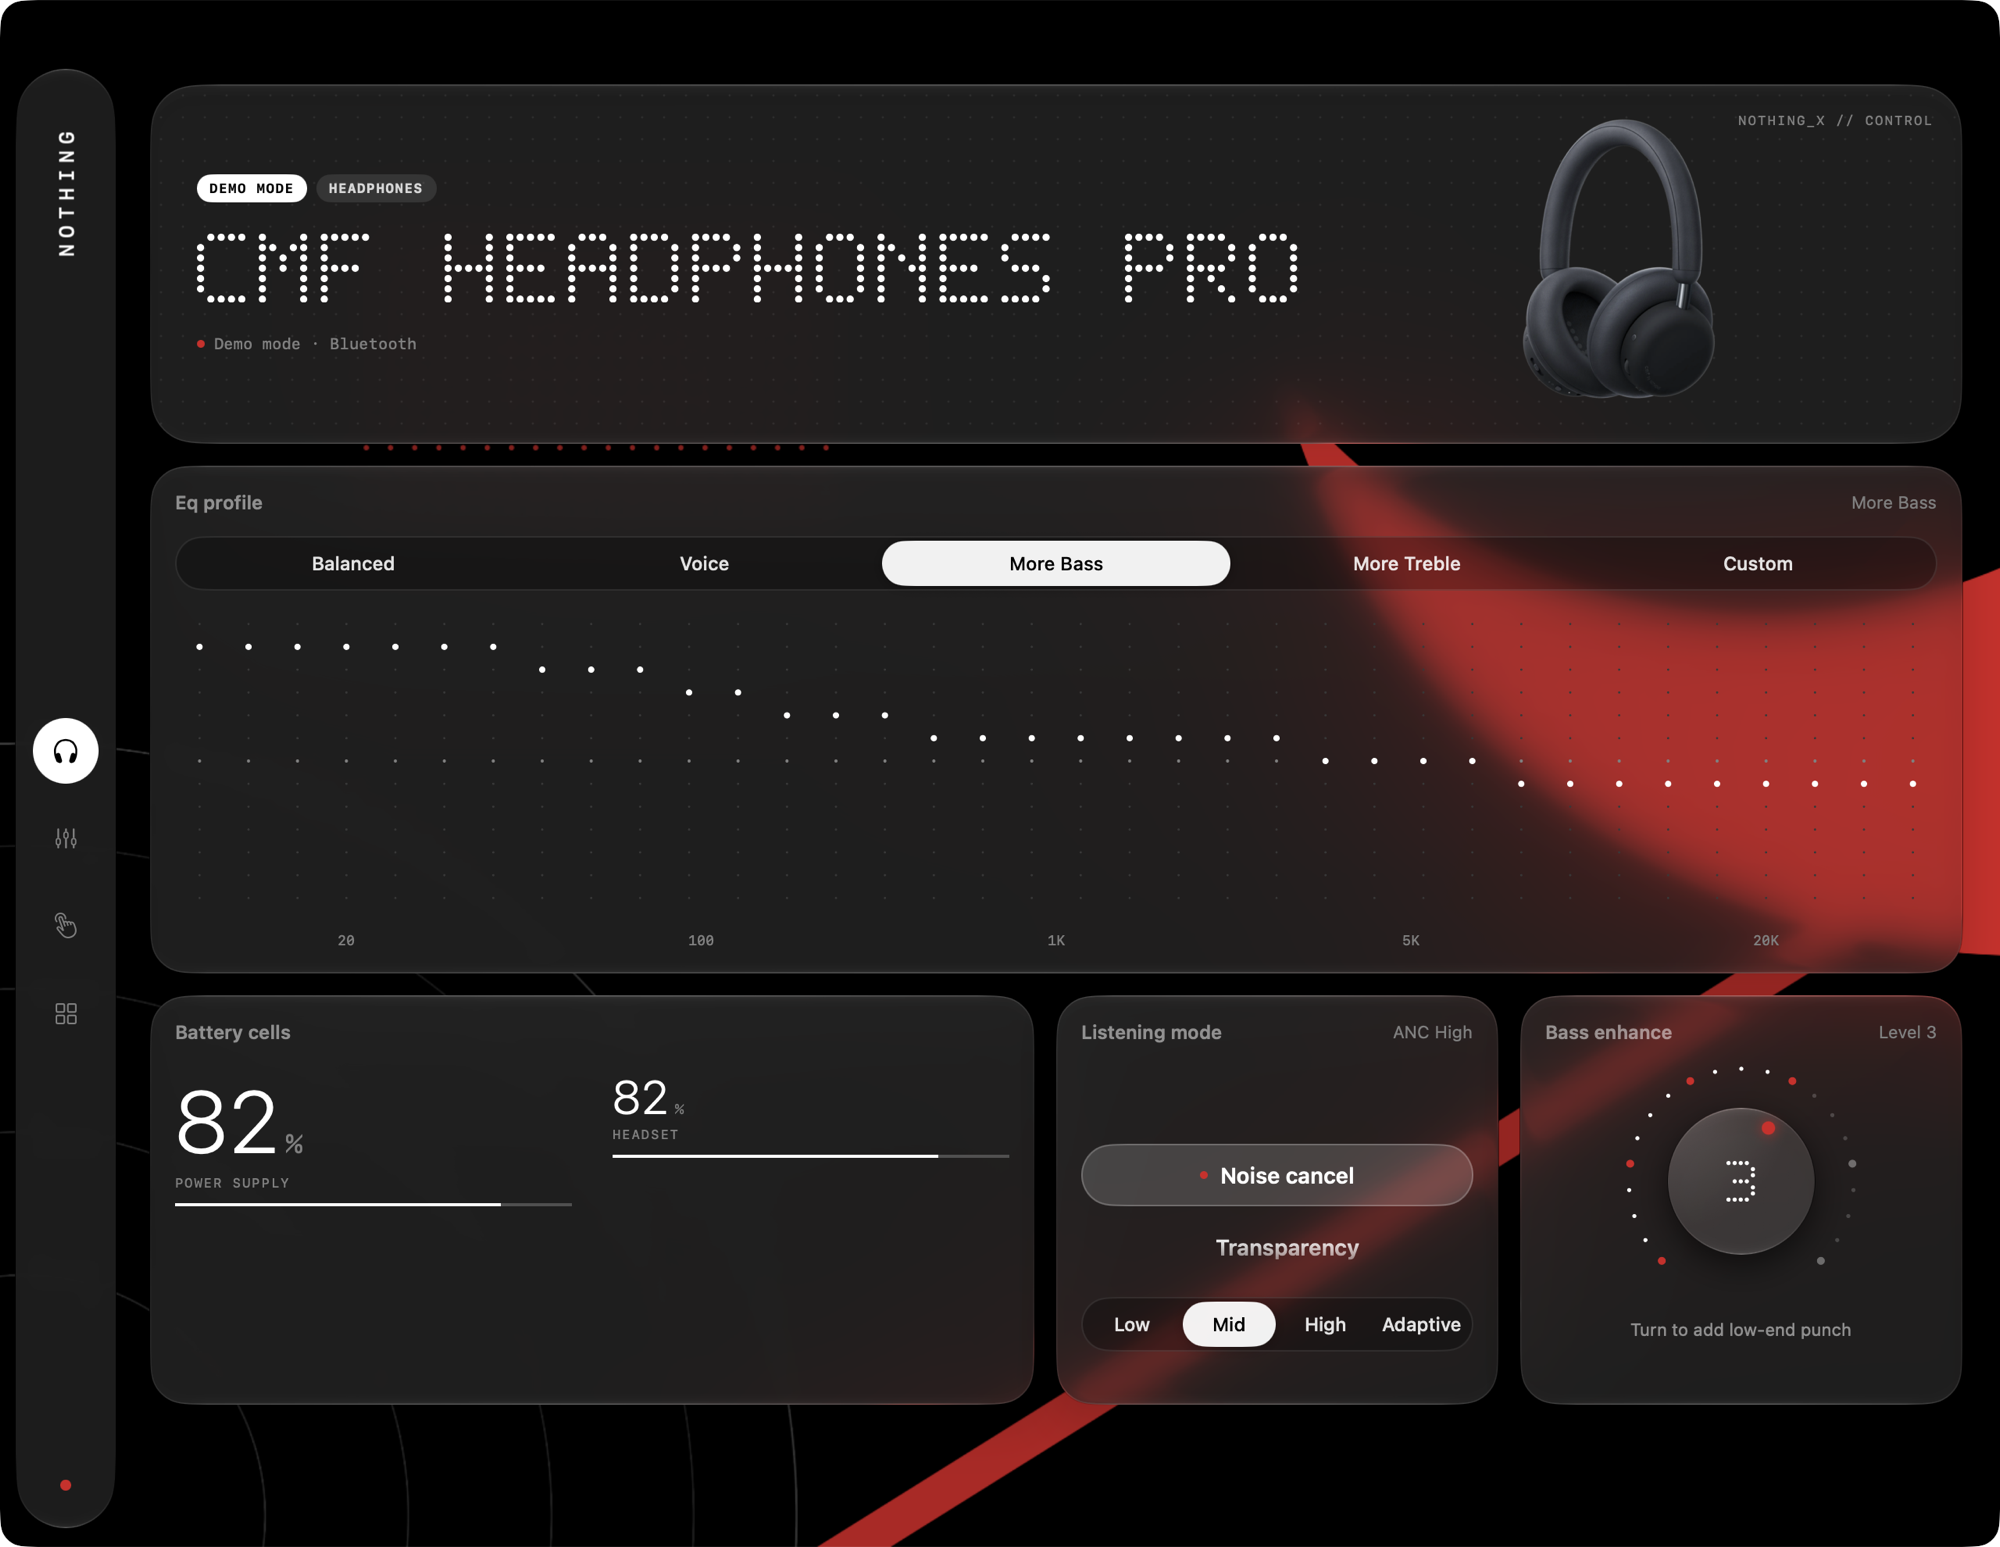 NOTHING
NOTHING_X // CONTROL
DEMO MODE HEADPHONES
CMF HEADPHONES PRO
Demo mode · Bluetooth
Eq profile More Bass
Balanced Voice More Bass More Treble Custom
20 100 1K 5K 20K
Battery cells
82 %
POWER SUPPLY
82 %
HEADSET
Listening mode ANC High
Noise cancel
Transparency
Low Mid High Adaptive
Bass enhance Level 3
3
Turn to add low-end punch